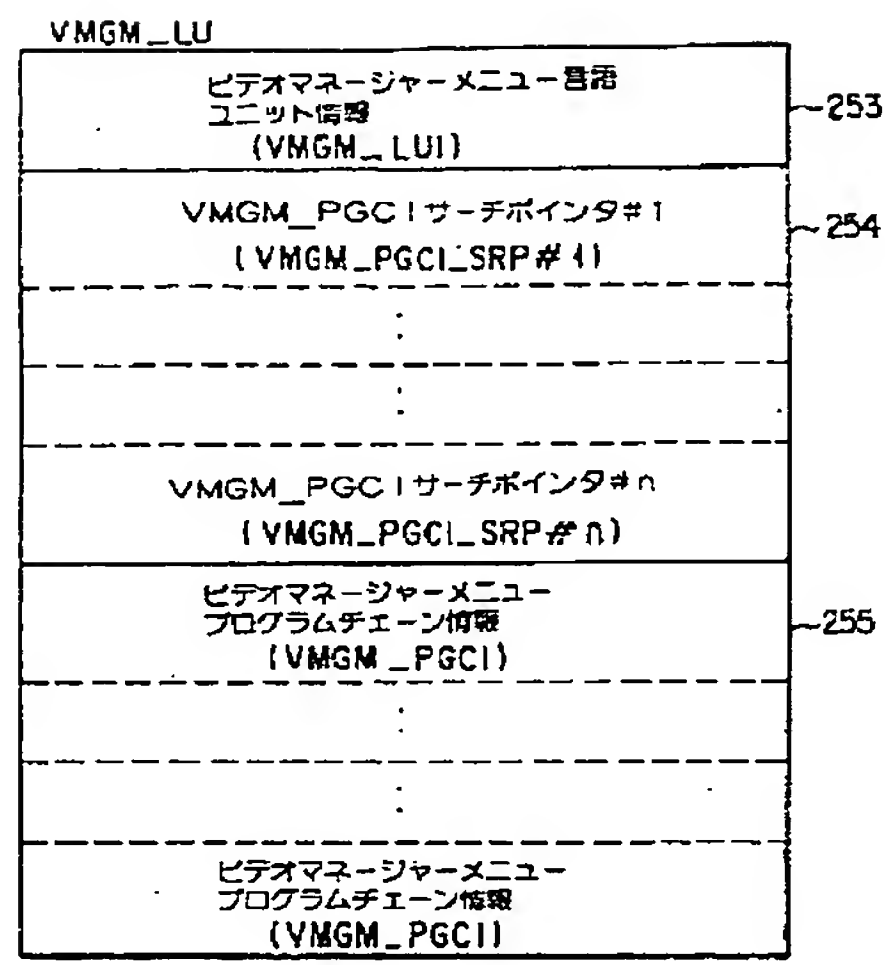 VMGM_LU
ビデオマネージャーメニュー言語
ユニット情報
(VMGM_LUI)
253
VMGM_PGCIサーチポインタ#1
(VMGM_PGCI_SRP#1)
254
VMGM_PGCIサーチポインタ#n
(VMGM_PGCI_SRP#n)
ビデオマネージャーメニュー
プログラムチェーン情報
(VMGM_PGCI)
255
ビデオマネージャーメニュー
プログラムチェーン情報
(VMGM_PGCI)